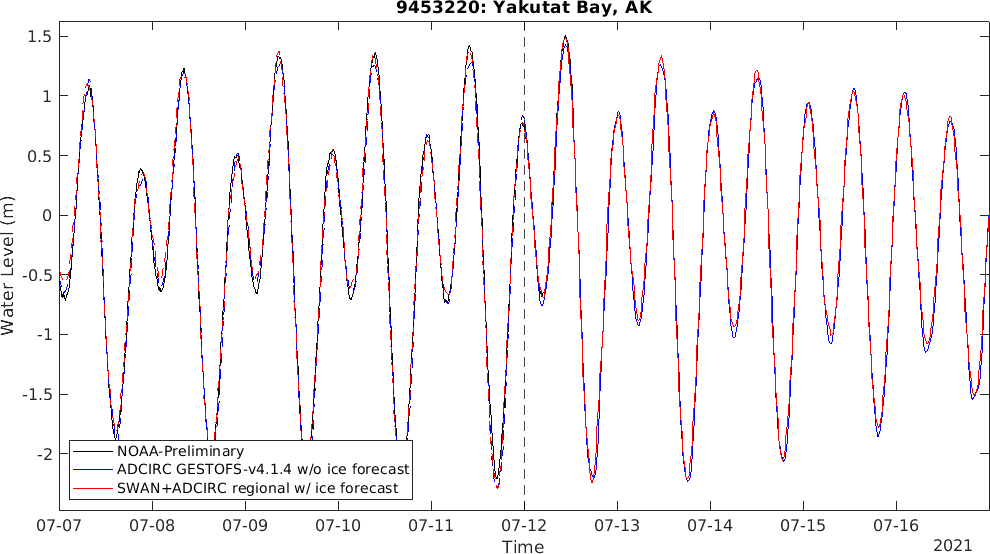 9453220: Yakutat Bay, AK
Water Level (m)
1.5
1
0.5
0
-0.5
-1
-1.5
-2
NOAA-Preliminary
ADCIRC GESTOFS-v4.1.4 w/o ice forecast
SWAN+ADCIRC regional w/ ice forecast
07-07 07-08 07-09 07-10 07-11 07-12 07-13 07-14 07-15 07-16
Time
2021